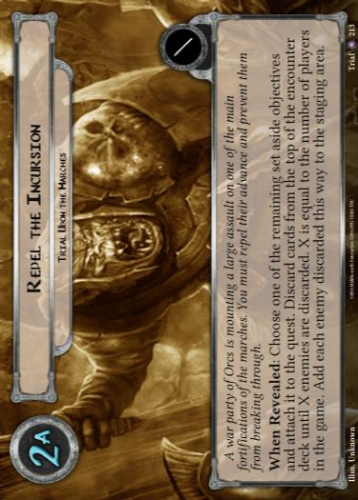 2A
REPEL THE INCURSION
TRIAL UPON THE MARCHES
A war party of Orcs is mounting a large assault on one of the main
fortifications of the marches. You must repel their advance and prevent them
from breaking through.
When Revealed: Choose one of the remaining set aside objectives
and attach it to the quest. Discard cards from the top of the encounter
deck until X enemies are discarded. X is equal to the number of players
in the game. Add each enemy discarded this way to the staging area.
Illus. Unknown
Trial 213